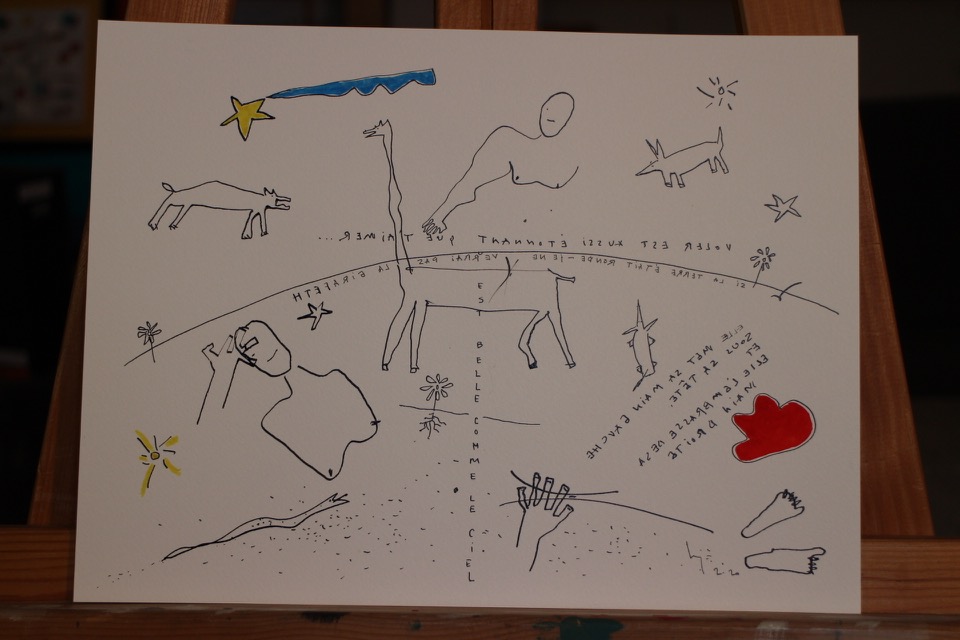 VOLER EST AUSSI ÉTONNANT QUE T'AIMER...
SI LA TERRE ÉTAIT RONDE - JE NE VERRAI PAS LA
EST BELLE COMME LE CIEL
ELLE MET SA MAIN GAUCHE
SOUS SA TÊTE.
ET
ELLE M'EMBRASSE DE SA
MAIN DROITE